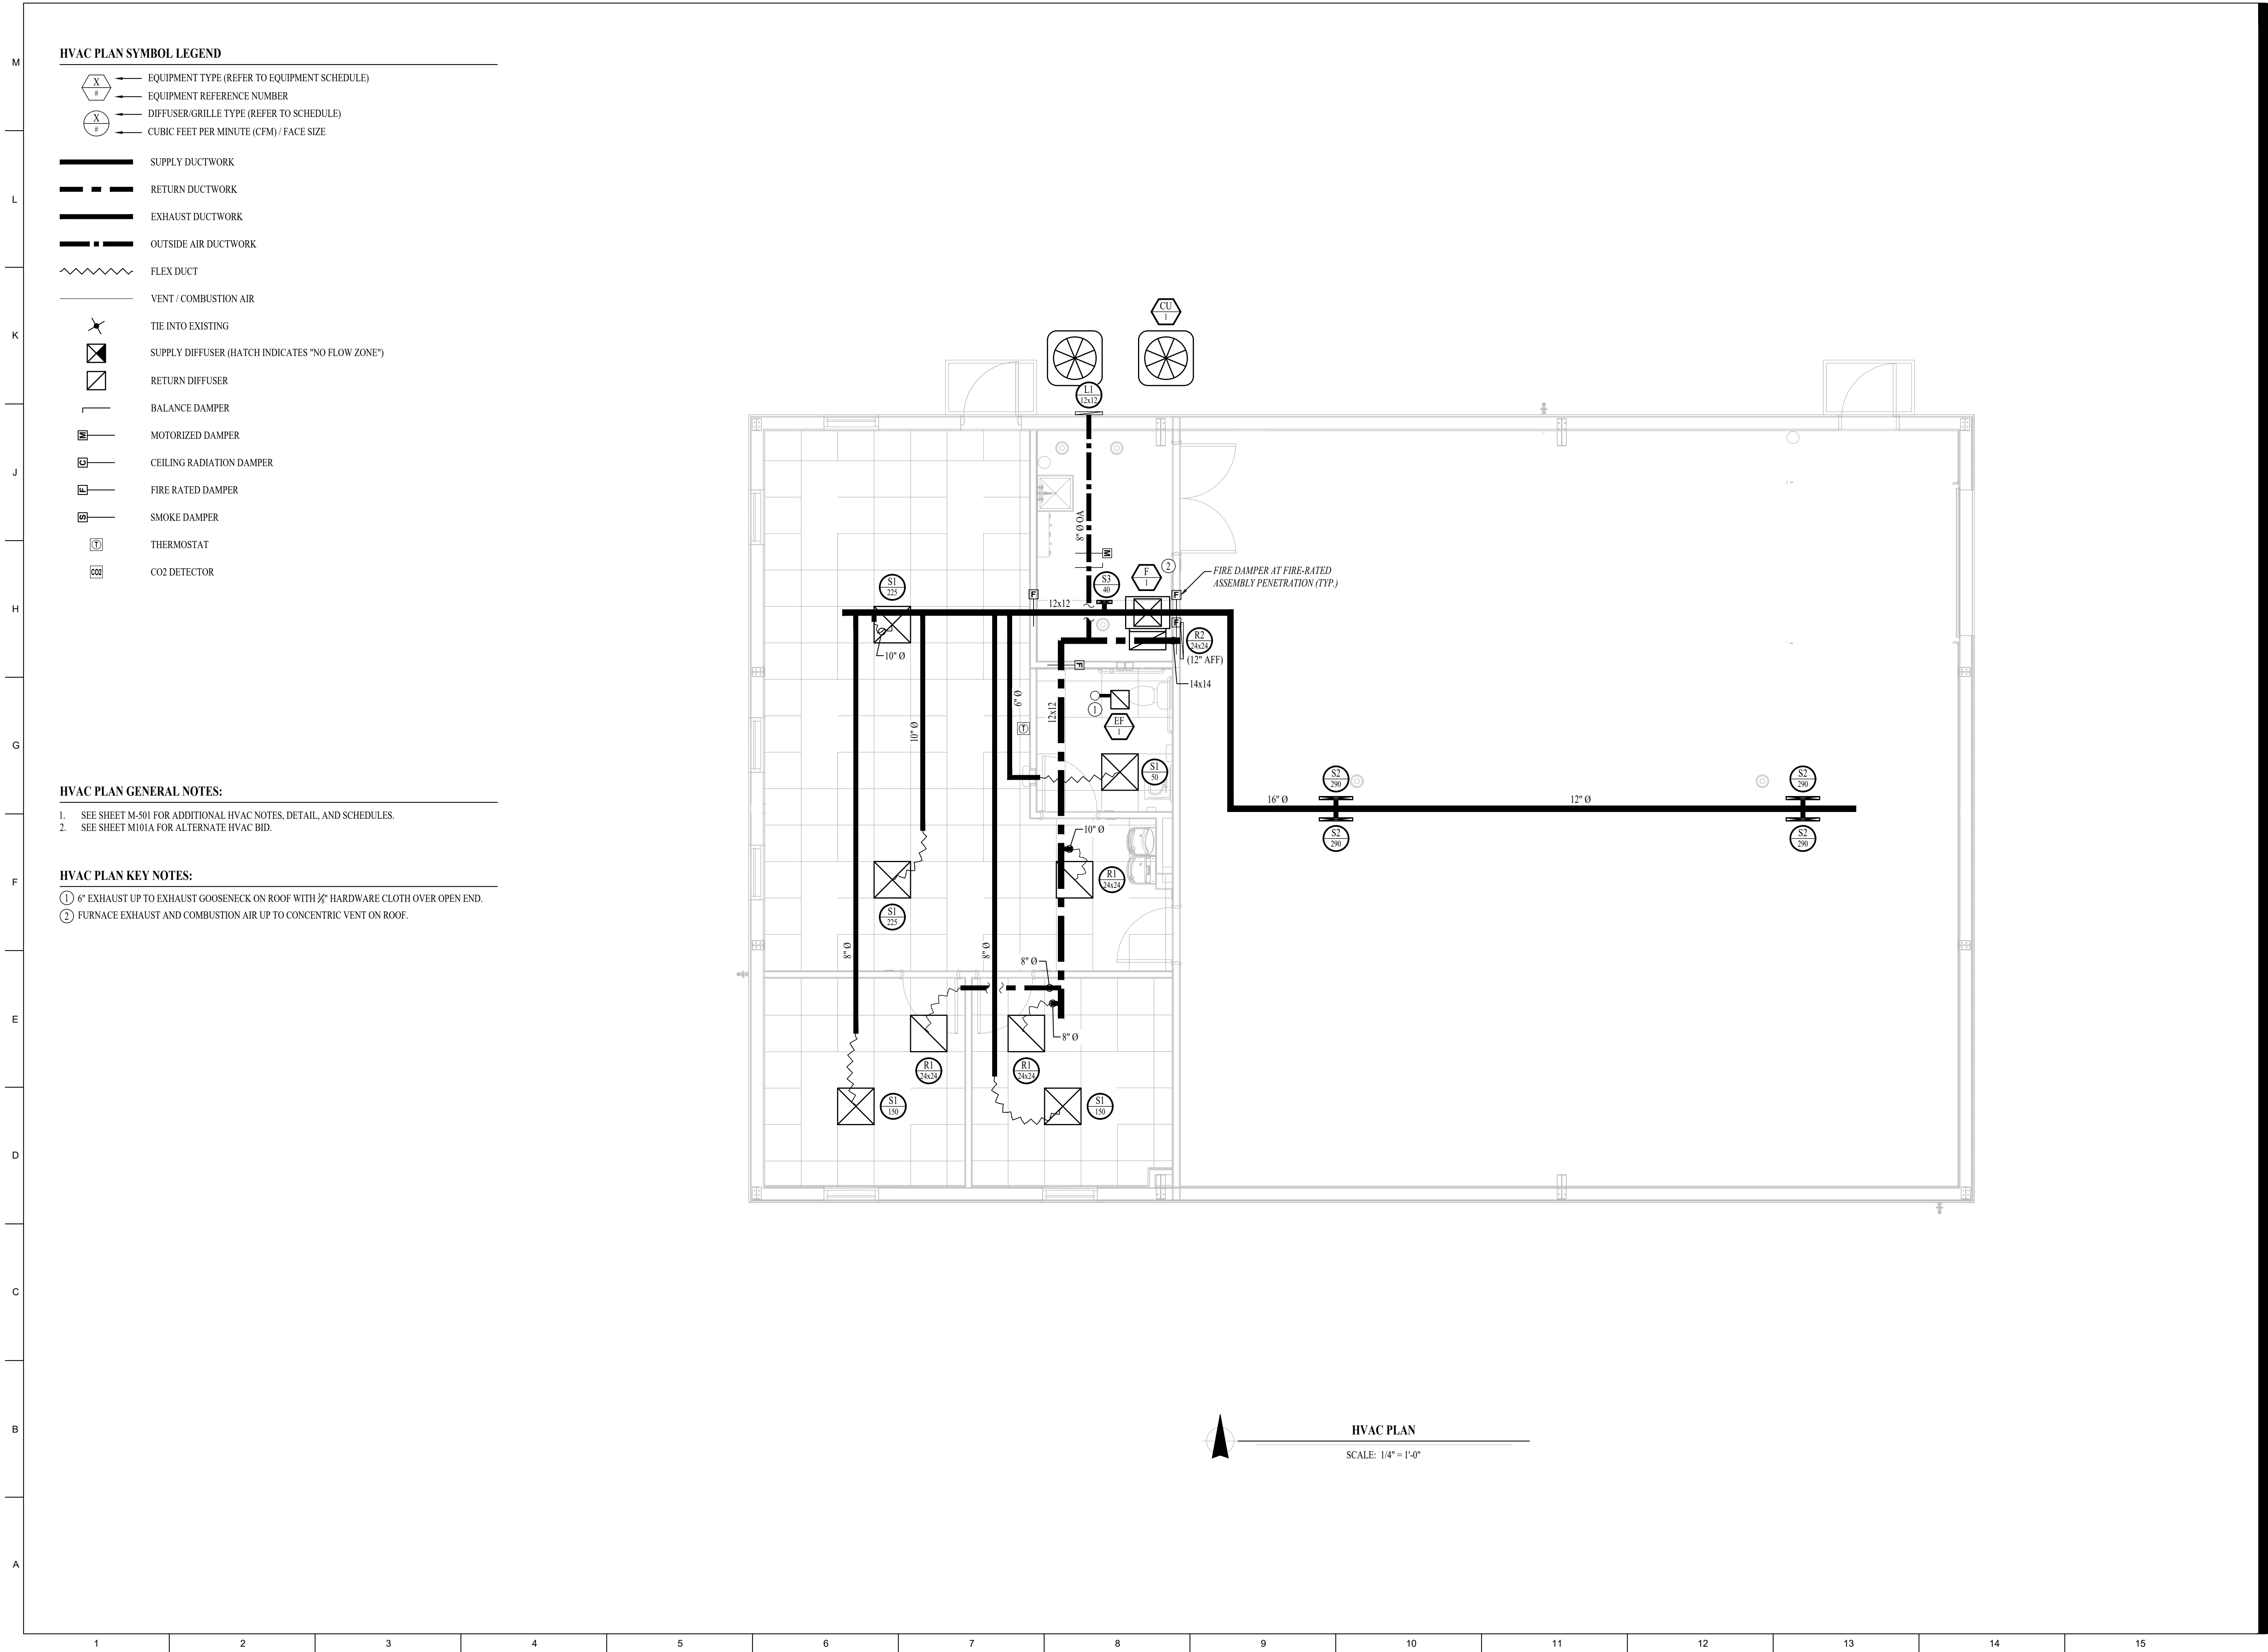 M
L
K
J
H
G
F
E
D
C
B
A
HVAC PLAN SYMBOL LEGEND
X
#
EQUIPMENT TYPE (REFER TO EQUIPMENT SCHEDULE)
EQUIPMENT REFERENCE NUMBER
X
#
DIFFUSER/GRILLE TYPE (REFER TO SCHEDULE)
CUBIC FEET PER MINUTE (CFM) / FACE SIZE
SUPPLY DUCTWORK
RETURN DUCTWORK
EXHAUST DUCTWORK
OUTSIDE AIR DUCTWORK
FLEX DUCT
VENT / COMBUSTION AIR
TIE INTO EXISTING
SUPPLY DIFFUSER (HATCH INDICATES "NO FLOW ZONE")
RETURN DIFFUSER
BALANCE DAMPER
M MOTORIZED DAMPER
C CEILING RADIATION DAMPER
F FIRE RATED DAMPER
S SMOKE DAMPER
T THERMOSTAT
CO2 CO2 DETECTOR
HVAC PLAN GENERAL NOTES:
1. SEE SHEET M-501 FOR ADDITIONAL HVAC NOTES, DETAIL, AND SCHEDULES.
2. SEE SHEET M101A FOR ALTERNATE HVAC BID.
HVAC PLAN KEY NOTES:
1 6" EXHAUST UP TO EXHAUST GOOSENECK ON ROOF WITH ¼" HARDWARE CLOTH OVER OPEN END.
2 FURNACE EXHAUST AND COMBUSTION AIR UP TO CONCENTRIC VENT ON ROOF.
CU
1
L1
12x12
8" Ø OA
M
F
1
2
FIRE DAMPER AT FIRE-RATED
ASSEMBLY PENETRATION (TYP.)
S1
225
S3
40
F
F
12x12
F
R2
24x24
(12" AFF)
10" Ø
F
14x14
6" Ø
12x12
10" Ø
T
1
EF
1
S1
50
S2
290
S2
290
16" Ø
12" Ø
S2
290
S2
290
10" Ø
R1
24x24
S1
225
8" Ø
8" Ø
8" Ø
8" Ø
R1
24x24
R1
24x24
S1
150
S1
150
HVAC PLAN
SCALE: 1/4" = 1'-0"
1
2
3
4
5
6
7
8
9
10
11
12
13
14
15